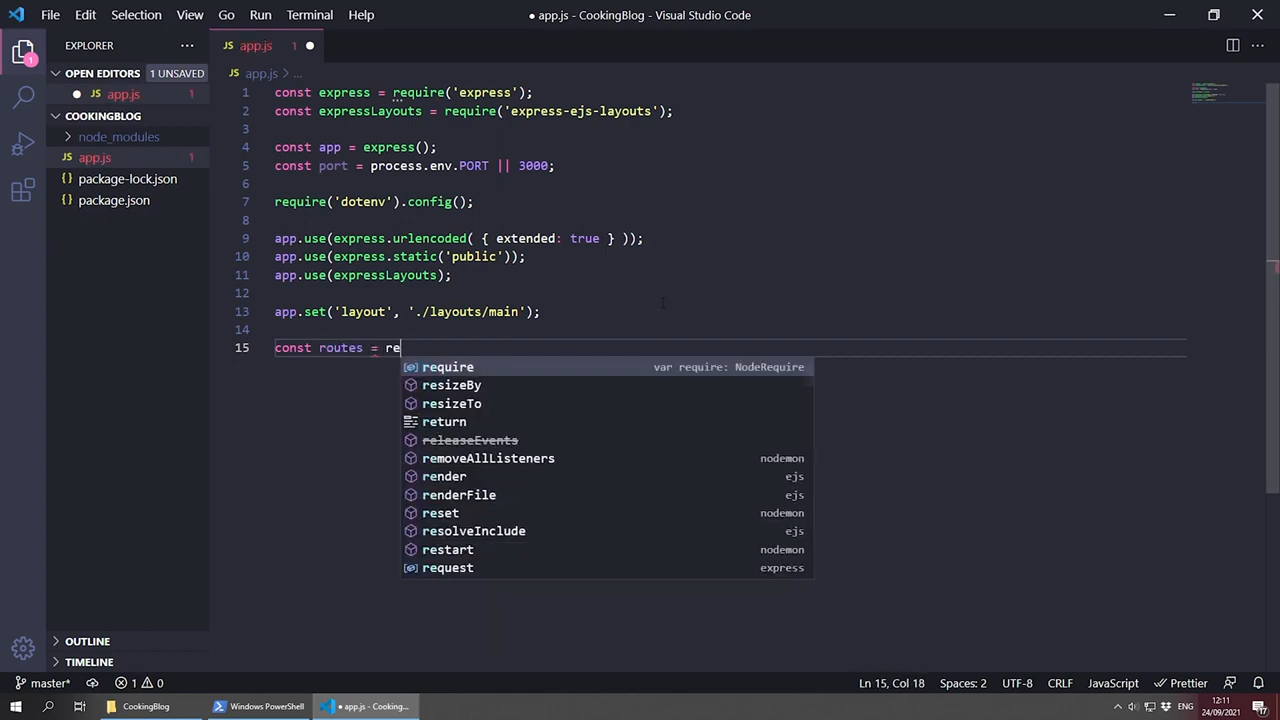 File Edit Selection View Go Run Terminal Help
● app.js - CookingBlog - Visual Studio Code
EXPLORER ···
JS app.js 1 ●
OPEN EDITORS 1 UNSAVED
● JS app.js 1
COOKINGBLOG
node_modules
JS app.js 1
{} package-lock.json
{} package.json
OUTLINE
TIMELINE
1
JS app.js > ...
1 const express = require('express');
2 const expressLayouts = require('express-ejs-layouts');
3
4 const app = express();
5 const port = process.env.PORT || 3000;
6
7 require('dotenv').config();
8
9 app.use(express.urlencoded( { extended: true } ));
10 app.use(express.static('public'));
11 app.use(expressLayouts);
12
13 app.set('layout', './layouts/main');
14
15 const routes = re
require var require: NodeRequire
resizeBy
resizeTo
return
releaseEvents
removeAllListeners nodemon
render ejs
renderFile ejs
reset nodemon
resolveInclude ejs
restart nodemon
request express
master* 1 0 Ln 15, Col 18 Spaces: 2 UTF-8 CRLF JavaScript Prettier
CookingBlog Windows PowerShell ● app.js - Cooking... ENG 12:11
24/09/2021